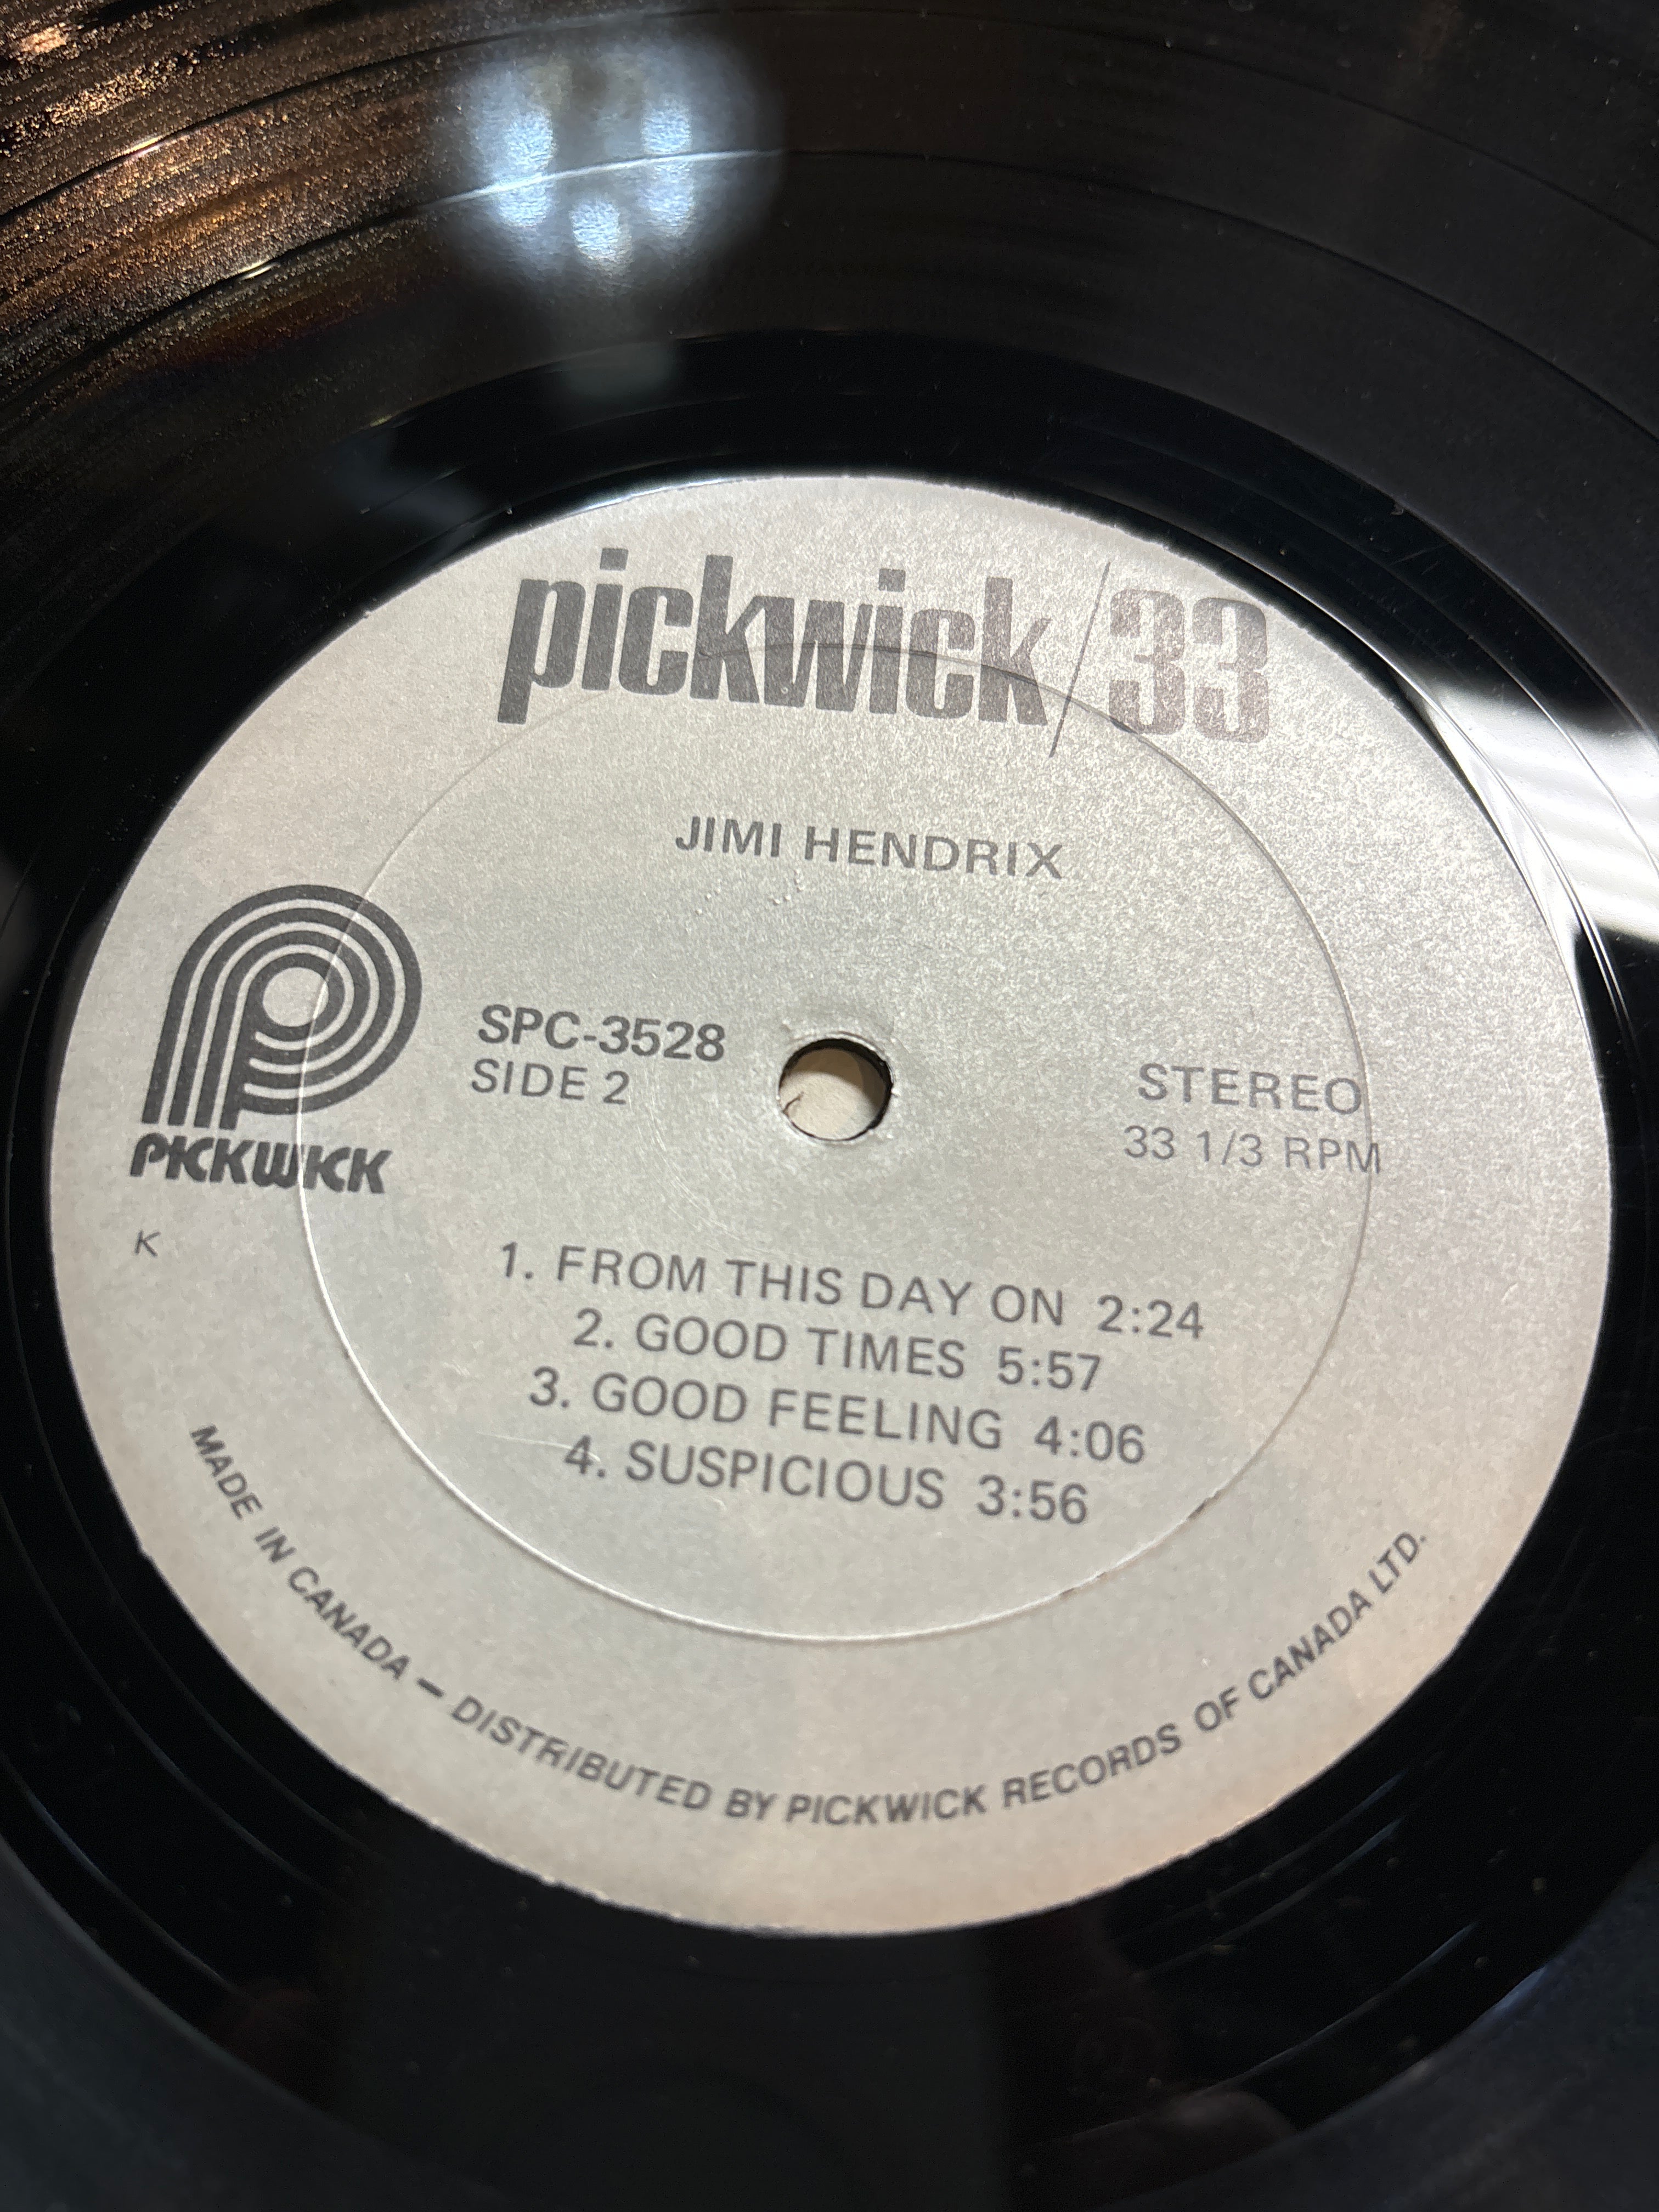 pickwick/33
JIMI HENDRIX
PICKWICK
SPC-3528
SIDE 2
STEREO
33 1/3 RPM
K
1. FROM THIS DAY ON 2:24
2. GOOD TIMES 5:57
3. GOOD FEELING 4:06
4. SUSPICIOUS 3:56
MADE IN CANADA – DISTRIBUTED BY PICKWICK RECORDS OF CANADA LTD.